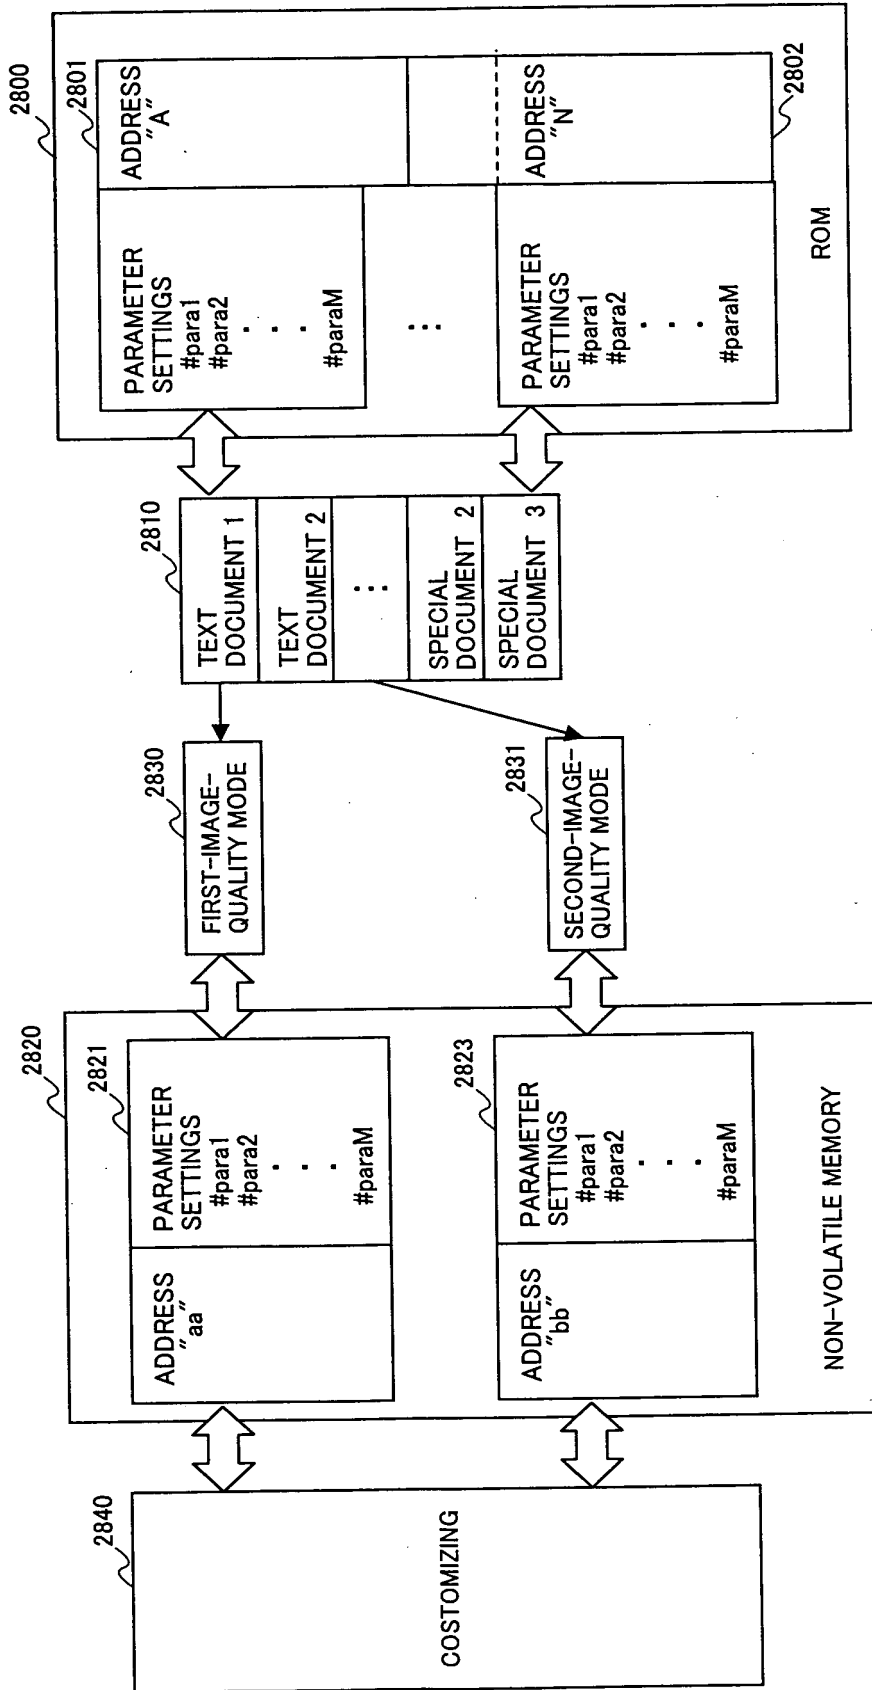 2840
COSTOMIZING
2820
2821
ADDRESS
"aa"
PARAMETER
SETTINGS
#para1
#para2
. . .
#paraM
2823
ADDRESS
"bb"
PARAMETER
SETTINGS
#para1
#para2
. . .
#paraM
NON-VOLATILE MEMORY
2830
FIRST-IMAGE-
QUALITY MODE
2831
SECOND-IMAGE-
QUALITY MODE
2810
TEXT
DOCUMENT 1
TEXT
DOCUMENT 2
...
SPECIAL
DOCUMENT 2
SPECIAL
DOCUMENT 3
2800
2801
PARAMETER
SETTINGS
#para1
#para2
. . .
#paraM
ADDRESS
"A"
...
PARAMETER
SETTINGS
#para1
#para2
. . .
#paraM
ADDRESS
"N"
2802
ROM